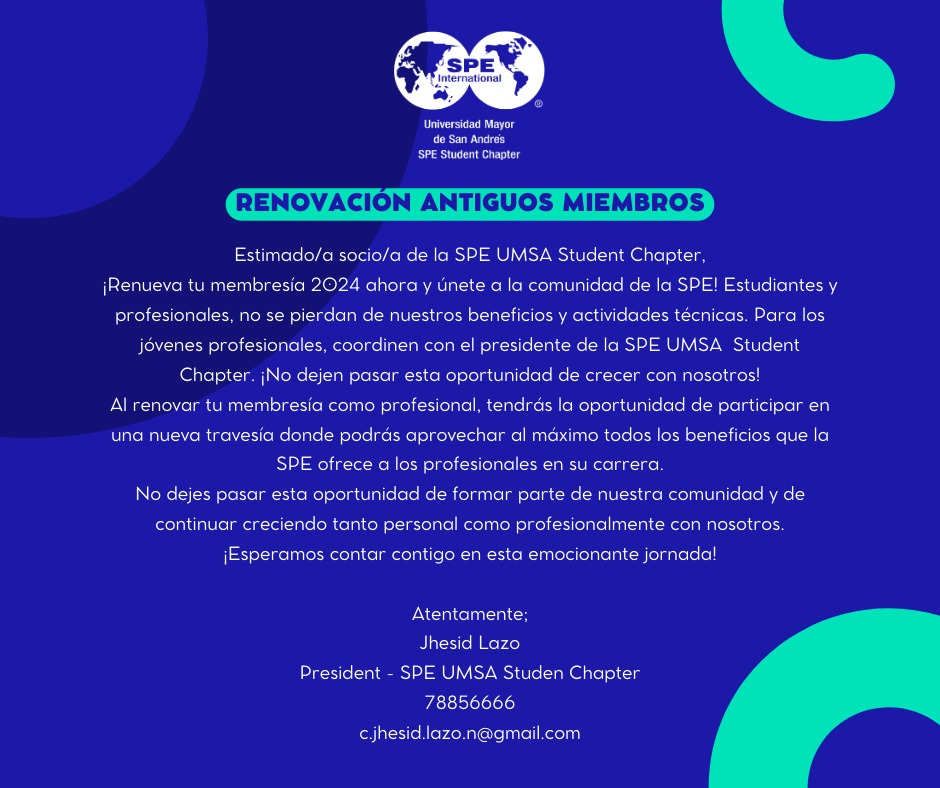 SPE
International
®
Universidad Mayor
de San Andre's
SPE Student Chapter
RENOVACIÓN ANTIGUOS MIEMBROS
Estimado/a socio/a de la SPE UMSA Student Chapter,
¡Renueva tu membresía 2024 ahora y únete a la comunidad de la SPE! Estudiantes y
profesionales, no se pierdan de nuestros beneficios y actividades técnicas. Para los
jóvenes profesionales, coordinen con el presidente de la SPE UMSA Student
Chapter. ¡No dejen pasar esta oportunidad de crecer con nosotros!
Al renovar tu membresía como profesional, tendrás la oportunidad de participar en
una nueva travesía donde podrás aprovechar al máximo todos los beneficios que la
SPE ofrece a los profesionales en su carrera.
No dejes pasar esta oportunidad de formar parte de nuestra comunidad y de
continuar creciendo tanto personal como profesionalmente con nosotros.
¡Esperamos contar contigo en esta emocionante jornada!
Atentamente;
Jhesid Lazo
President - SPE UMSA Studen Chapter
78856666
c.jhesid.lazo.n@gmail.com